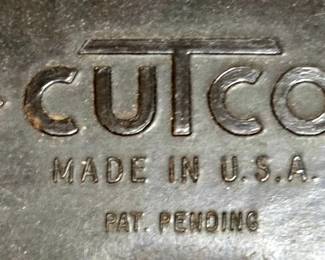 CUTCO
MADE IN U.S.A.
PAT. PENDING